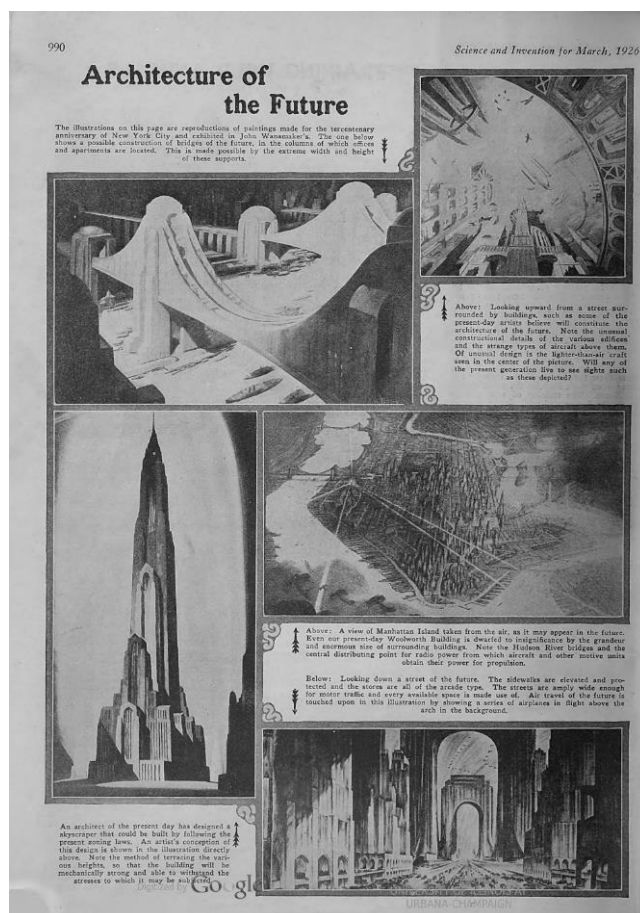 990
Science and Invention for March, 1926
Architecture of
the Future
The illustrations on this page are reproductions of paintings made for the tercentenary
anniversary of New York City and exhibited in John Wanamaker's. The one below
shows a possible construction of bridges of the future, in the columns of which offices
and apartments are located. This is made possible by the extreme width and height
of these supports.
Above: Looking upward from a street sur-
rounded by buildings, such as some of the
present-day artists believe will constitute the
architecture of the future. Note the unusual
constructional details of the various edifices
and the strange types of aircraft above them.
Of unusual design is the lighter-than-air craft
seen in the center of the picture. Will any of
the present generation live to see sights such
as these depicted?
Above: A view of Manhattan Island taken from the air, as it may appear in the future.
Even our present-day Woolworth Building is dwarfed to insignificance by the grandeur
and enormous size of surrounding buildings. Note the Hudson River bridges and the
central distributing point for radio power from which aircraft and other motive units
obtain their power for propulsion.
Below: Looking down a street of the future. The sidewalks are elevated and pro-
tected and the stores are all of the arcade type. The streets are amply wide enough
for motor traffic and every available space is made use of. Air travel of the future is
touched upon in this illustration by showing a series of airplanes in flight above the
arch in the background.
An architect of the present day has designed a
skyscraper that could be built by following the
present zoning laws. An artist's conception of
this design is shown in the illustration directly
above. Note the method of terracing the vari-
ous heights, so that the building will be
mechanically strong and able to withstand the
stresses to which it may be subjected.
Digitized by Google
URBANA-CHAMPAIGN